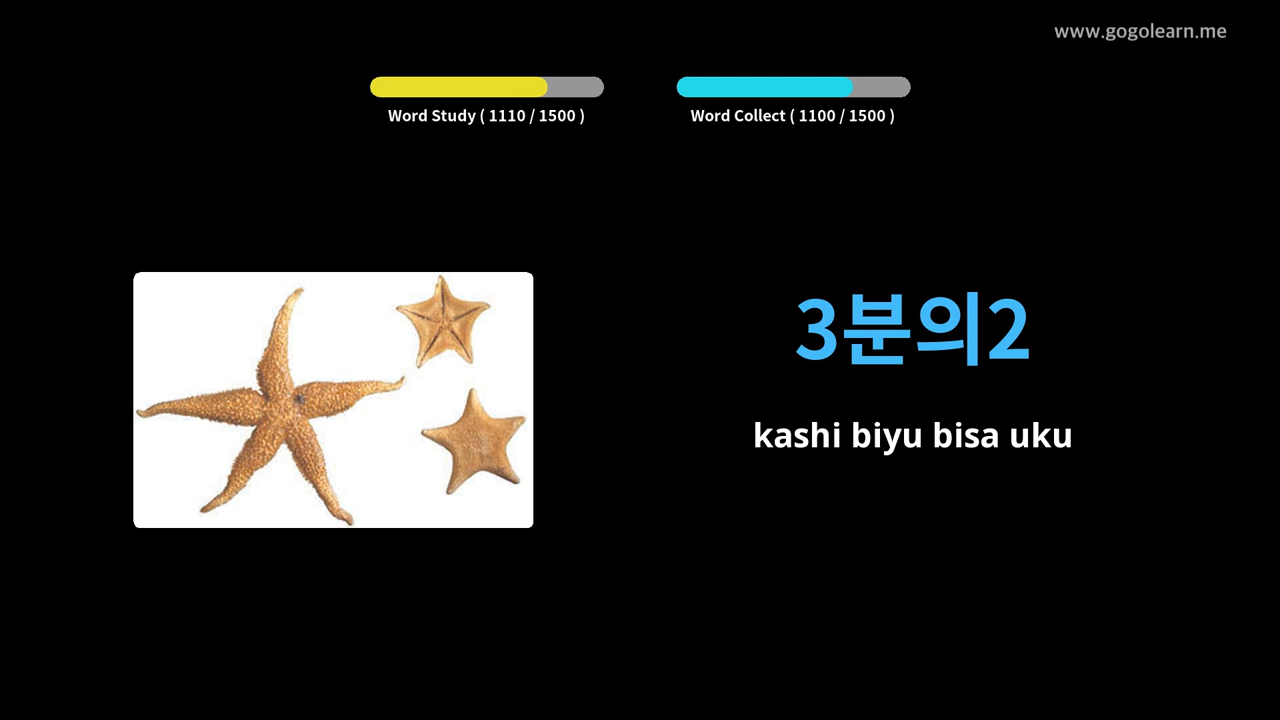 www.gogolearn.me
Word Study ( 1110 / 1500 )
Word Collect ( 1100 / 1500 )
3분의2
kashi biyu bisa uku